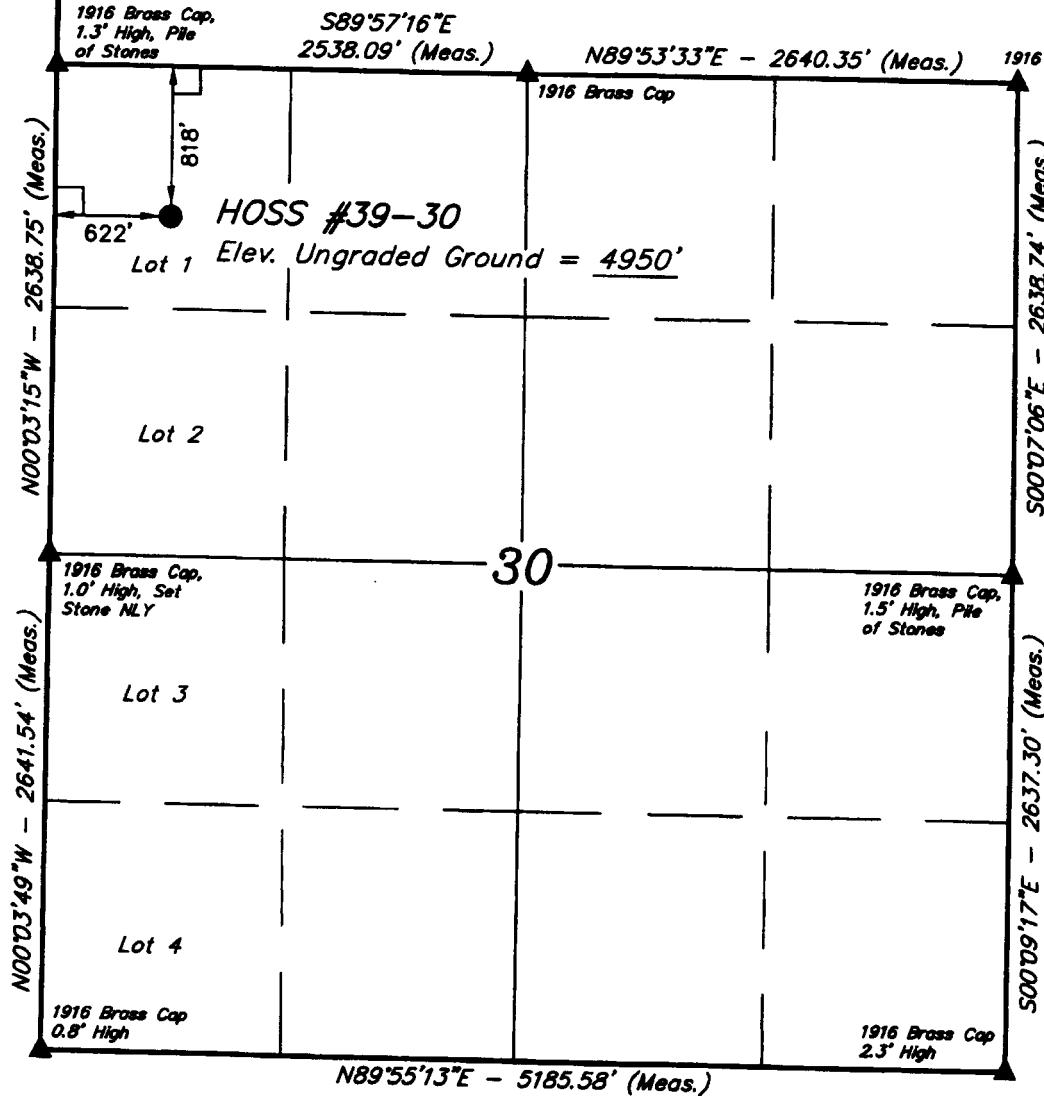 1916 Brass Cap,
1.3' High, Pile
of Stones
S89°57'16"E
2538.09' (Meas.)
N89°53'33"E - 2640.35' (Meas.)
1916
1916 Brass Cap
818'
622'
HOSS #39-30
Elev. Ungraded Ground = 4950'
Lot 1
N00°03'15"W - 2638.75' (Meas.)
S00°07'06"E - 2638.74' (Meas.)
Lot 2
30
1916 Brass Cap,
1.0' High, Set
Stone NLY
1916 Brass Cap,
1.5' High, Pile
of Stones
Lot 3
N00°03'49"W - 2641.54' (Meas.)
S00°09'17"E - 2637.30' (Meas.)
Lot 4
1916 Brass Cap
0.8' High
1916 Brass Cap
2.3' High
N89°55'13"E - 5185.58' (Meas.)